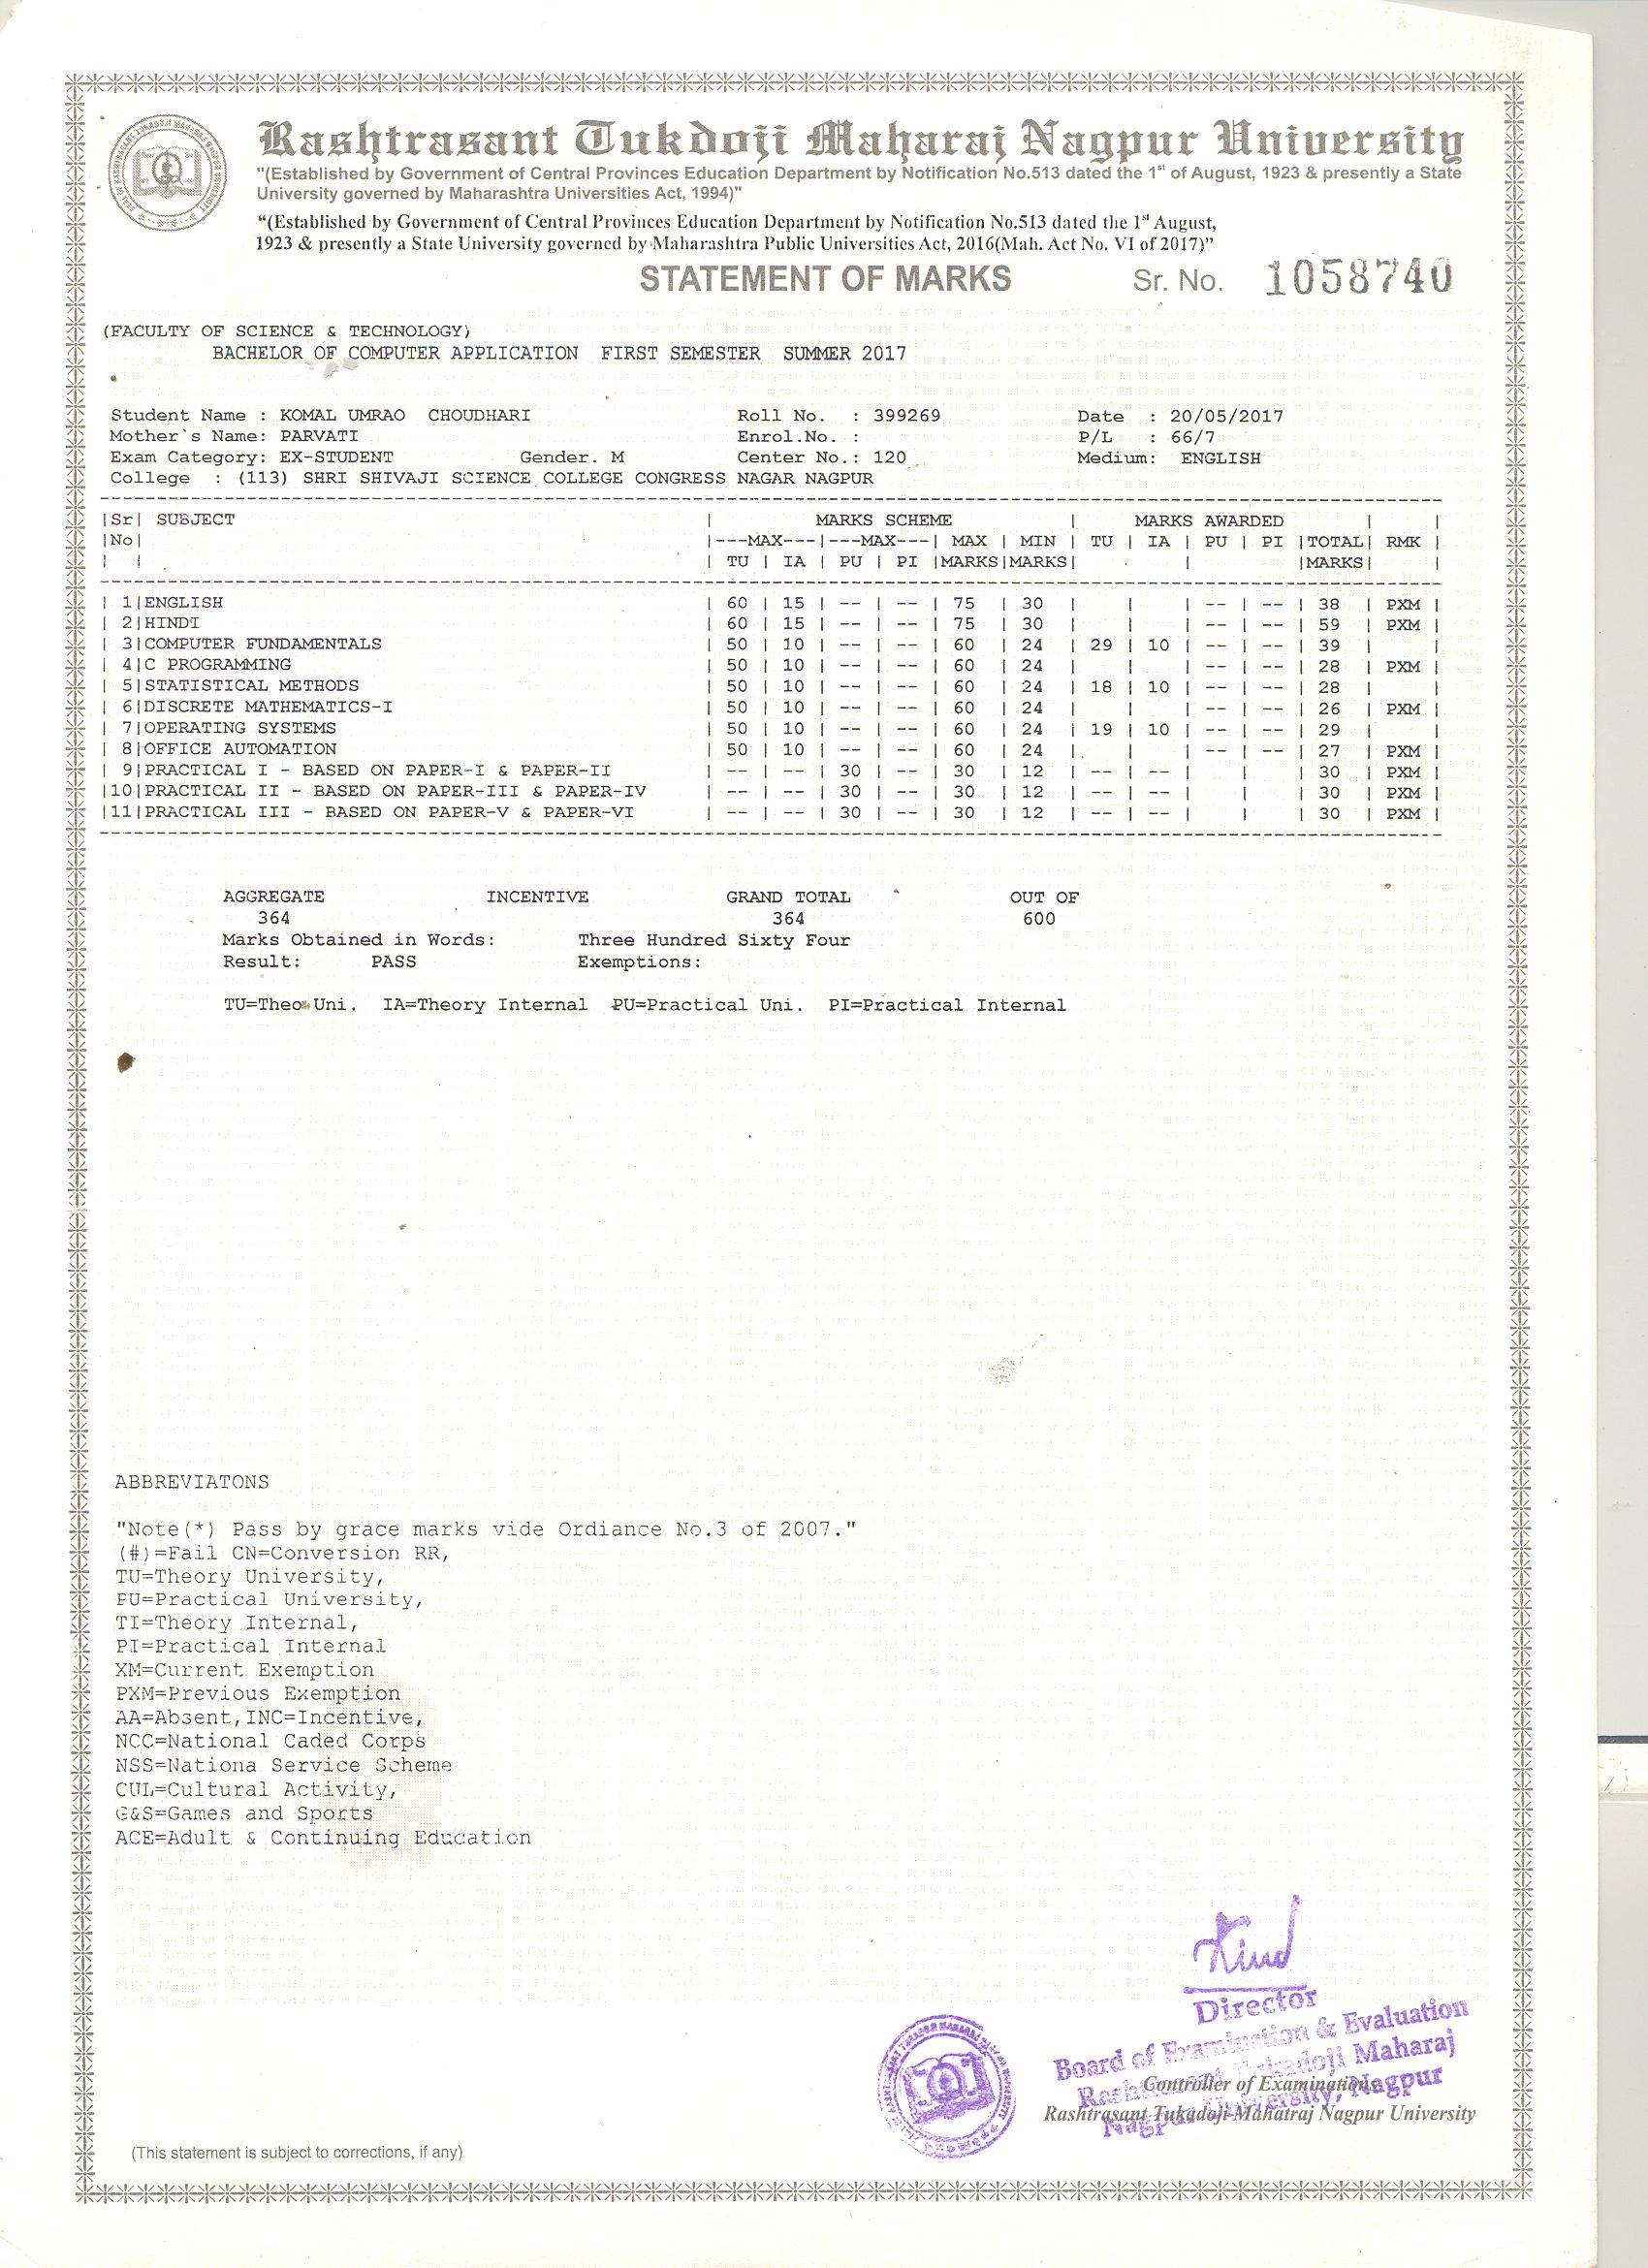 Rashtrasant Tukdoji Maharaj Nagpur University
"(Established by Government of Central Provinces Education Department by Notification No.513 dated the 1st of August, 1923 & presently a State
University governed by Maharashtra Universities Act, 1994)"
"(Established by Government of Central Provinces Education Department by Notification No.513 dated the 1st August,
1923 & presently a State University governed by Maharashtra Public Universities Act, 2016(Mah. Act No. VI of 2017)"
STATEMENT OF MARKS Sr. No. 1058740
(FACULTY OF SCIENCE & TECHNOLOGY)
BACHELOR OF COMPUTER APPLICATION FIRST SEMESTER SUMMER 2017
Student Name : KOMAL UMRAO CHOUDHARI Roll No. : 399269 Date : 20/05/2017
Mother`s Name: PARVATI Enrol.No. : P/L : 66/7
Exam Category: EX-STUDENT Gender. M Center No.: 120 Medium: ENGLISH
College : (113) SHRI SHIVAJI SCIENCE COLLEGE CONGRESS NAGAR NAGPUR
|Sr| SUBJECT | MARKS SCHEME | MARKS AWARDED | |
|No| |---MAX---|---MAX---| MAX | MIN | TU | IA | PU | PI |TOTAL| RMK |
| | | TU | IA | PU | PI |MARKS|MARKS| | |MARKS| |
| 1|ENGLISH | 60 | 15 | -- | -- | 75 | 30 | | | -- | -- | 38 | PXM |
| 2|HINDI | 60 | 15 | -- | -- | 75 | 30 | | | -- | -- | 59 | PXM |
| 3|COMPUTER FUNDAMENTALS | 50 | 10 | -- | -- | 60 | 24 | 29 | 10 | -- | -- | 39 | |
| 4|C PROGRAMMING | 50 | 10 | -- | -- | 60 | 24 | | | -- | -- | 28 | PXM |
| 5|STATISTICAL METHODS | 50 | 10 | -- | -- | 60 | 24 | 18 | 10 | -- | -- | 28 | |
| 6|DISCRETE MATHEMATICS-I | 50 | 10 | -- | -- | 60 | 24 | | | -- | -- | 26 | PXM |
| 7|OPERATING SYSTEMS | 50 | 10 | -- | -- | 60 | 24 | 19 | 10 | -- | -- | 29 | |
| 8|OFFICE AUTOMATION | 50 | 10 | -- | -- | 60 | 24 | | | -- | -- | 27 | PXM |
| 9|PRACTICAL I - BASED ON PAPER-I & PAPER-II | -- | -- | 30 | -- | 30 | 12 | -- | -- | | | 30 | PXM |
|10|PRACTICAL II - BASED ON PAPER-III & PAPER-IV | -- | -- | 30 | -- | 30 | 12 | -- | -- | | | 30 | PXM |
|11|PRACTICAL III - BASED ON PAPER-V & PAPER-VI | -- | -- | 30 | -- | 30 | 12 | -- | -- | | | 30 | PXM |
AGGREGATE INCENTIVE GRAND TOTAL OUT OF
364 364 600
Marks Obtained in Words: Three Hundred Sixty Four
Result: PASS Exemptions:
TU=Theo Uni. IA=Theory Internal PU=Practical Uni. PI=Practical Internal
ABBREVIATONS
"Note(*) Pass by grace marks vide Ordiance No.3 of 2007."
(#)=Fail CN=Conversion RR,
TU=Theory University,
PU=Practical University,
TI=Theory Internal,
PI=Practical Internal
XM=Current Exemption
PXM=Previous Exemption
AA=Absent,INC=Incentive,
NCC=National Caded Corps
NSS=Nationa Service Scheme
CUL=Cultural Activity,
G&S=Games and Sports
ACE=Adult & Continuing Education
Director
Board of Examination & Evaluation
Rashtrasant Tukadoji Maharaj
Nagpur University, Nagpur
Controller of Examinations
Rashtrasant Tukadoji Mahatraj Nagpur University
(This statement is subject to corrections, if any)